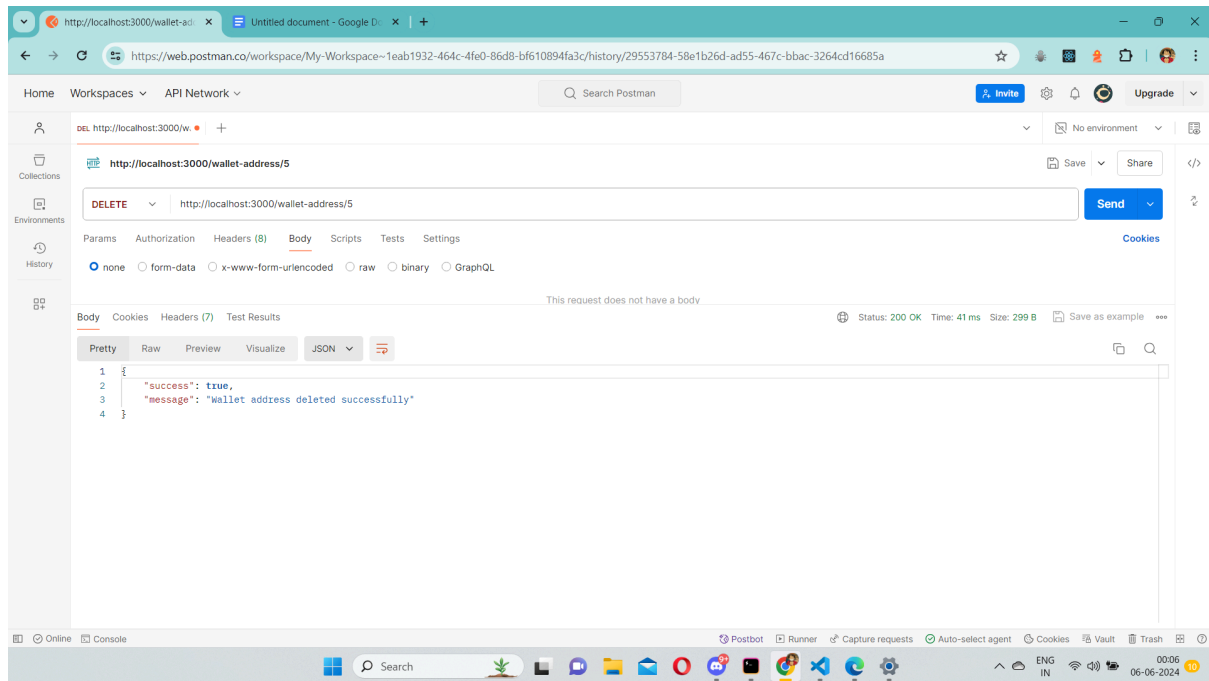 http://localhost:3000/wallet-ad
Untitled document - Google Do
https://web.postman.co/workspace/My-Workspace~1eab1932-464c-4fe0-86d8-bf610894fa3c/history/29553784-58e1b26d-ad55-467c-bbac-3264cd16685a
Home Workspaces API Network Search Postman Invite Upgrade
DEL http://localhost:3000/w. No environment
HTTP http://localhost:3000/wallet-address/5 Save Share
Collections
DELETE http://localhost:3000/wallet-address/5 Send
Environments
Params Authorization Headers (8) Body Scripts Tests Settings Cookies
History
none form-data x-www-form-urlencoded raw binary GraphQL
This request does not have a body
Body Cookies Headers (7) Test Results Status: 200 OK Time: 41 ms Size: 299 B Save as example
Pretty Raw Preview Visualize JSON
1 {
2 "success": true,
3 "message": "Wallet address deleted successfully"
4 }
Online Console Postbot Runner Capture requests Auto-select agent Cookies Vault Trash
Search
ENG
IN
00:06
06-06-2024
10